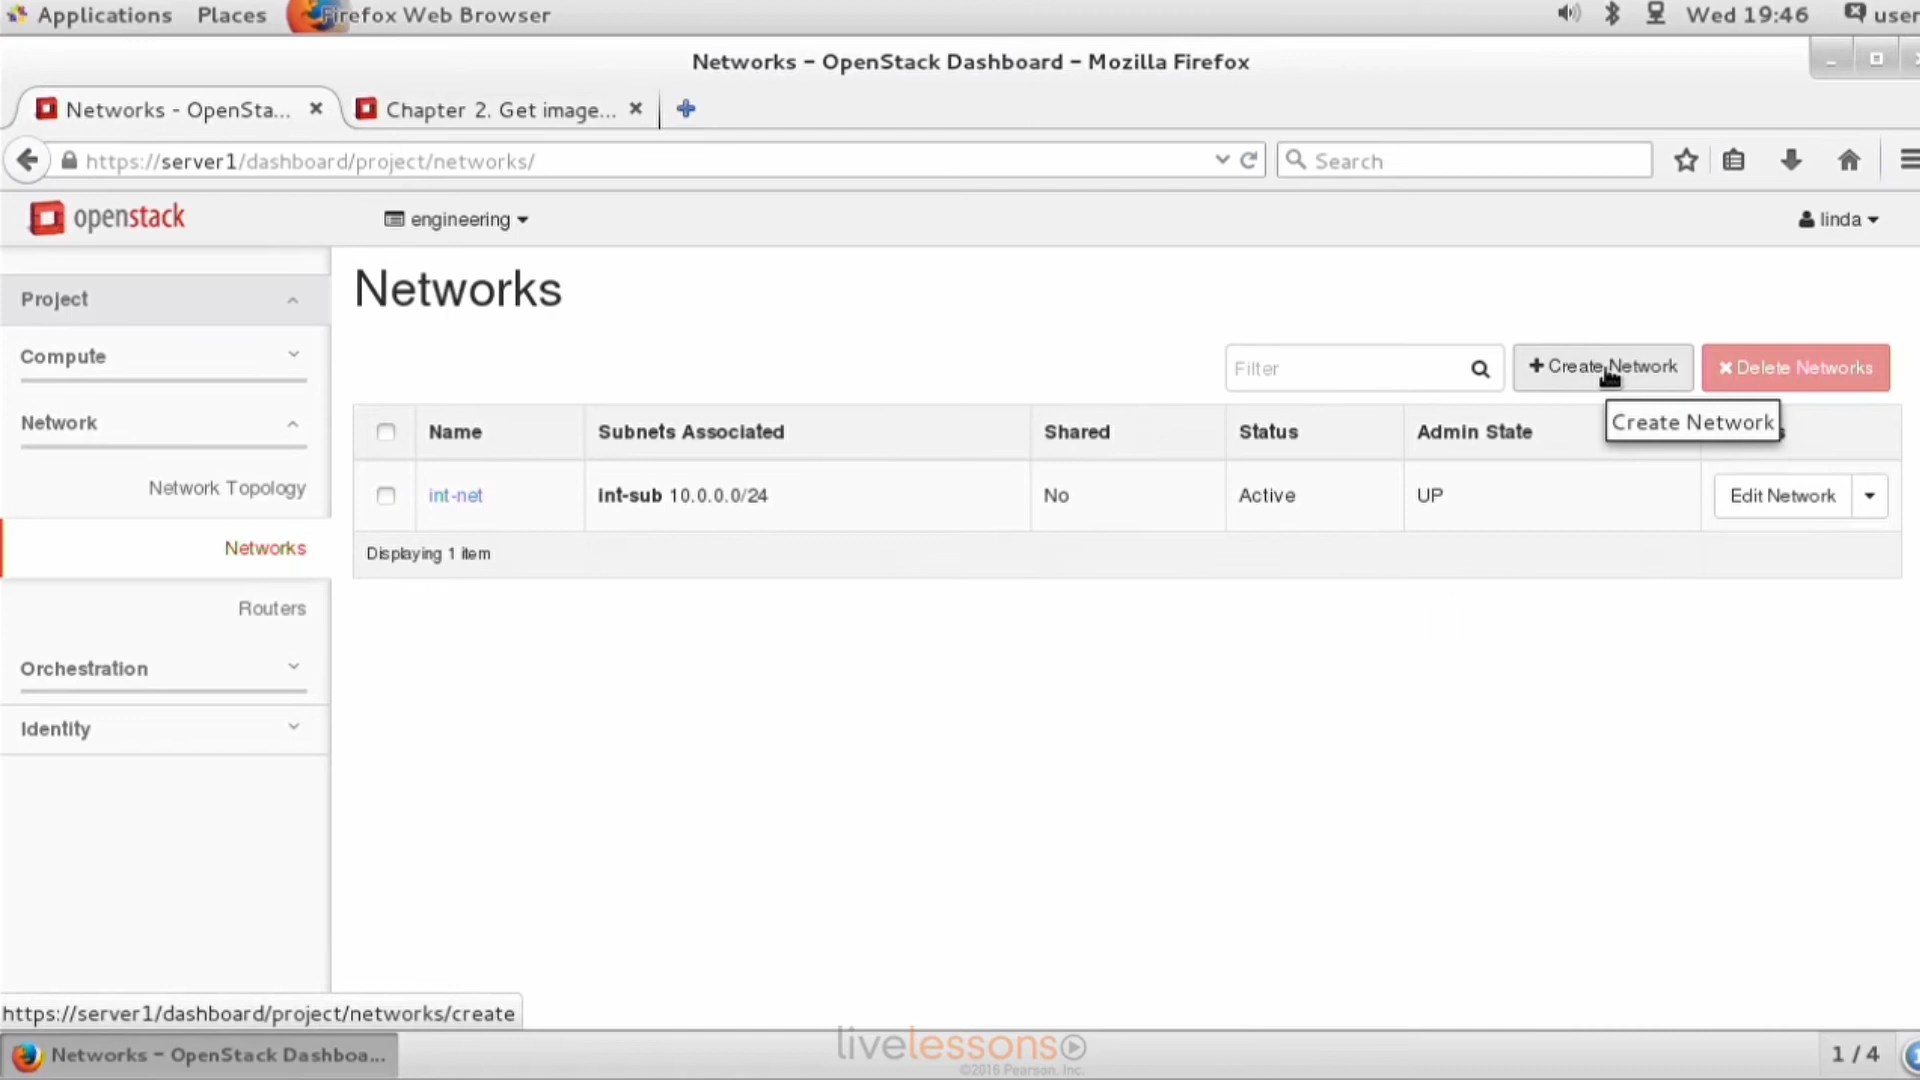 Applications Places Firefox Web Browser Wed 19:46 user
Networks - OpenStack Dashboard - Mozilla Firefox
Networks - OpenSta... Chapter 2. Get image...
https://server1/dashboard/project/networks/ Search
openstack engineering linda
Networks
Project
Filter Create Network Delete Networks
Compute
Create Network
Name Subnets Associated Shared Status Admin State
Network
Network Topology
int-net int-sub 10.0.0.0/24 No Active UP Edit Network
Networks
Displaying 1 item
Routers
Orchestration
Identity
https://server1/dashboard/project/networks/create
Networks - OpenStack Dashboa... 1 / 4
livelessons
©2016 Pearson, Inc.